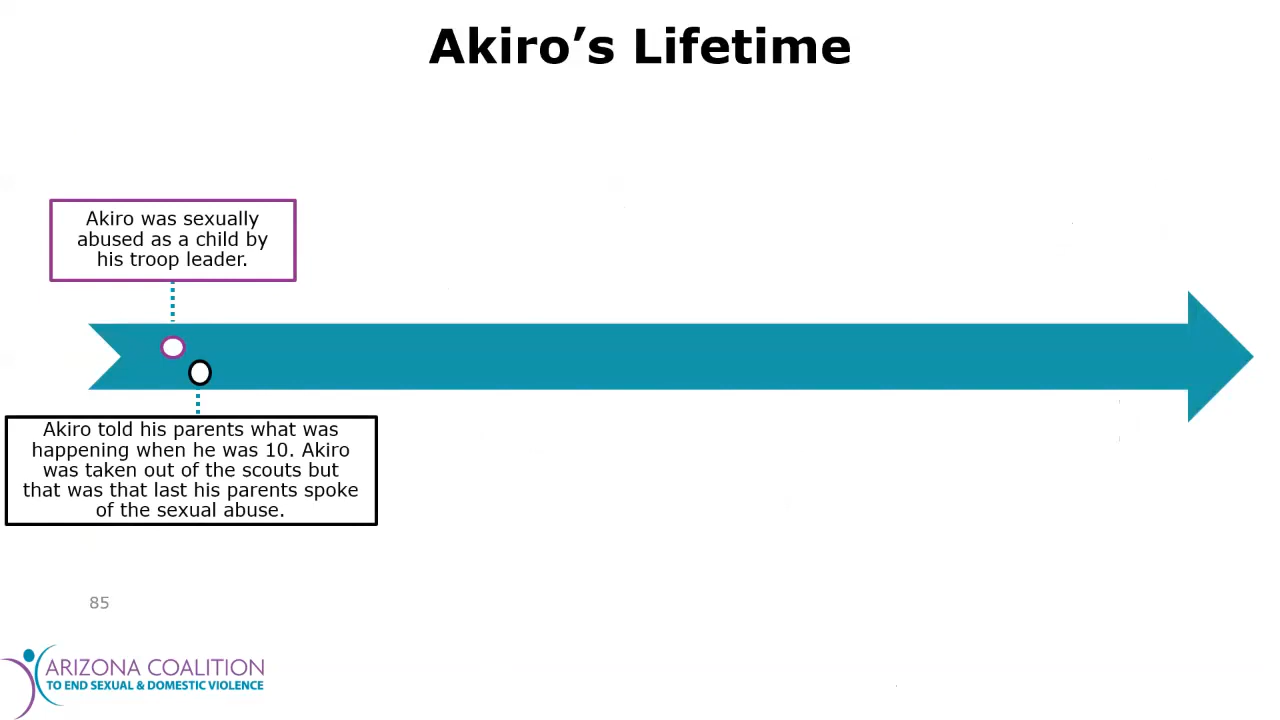 Akiro’s Lifetime
Akiro was sexually
abused as a child by
his troop leader.
Akiro told his parents what was
happening when he was 10. Akiro
was taken out of the scouts but
that was that last his parents spoke
of the sexual abuse.
85
ARIZONA COALITION
TO END SEXUAL & DOMESTIC VIOLENCE